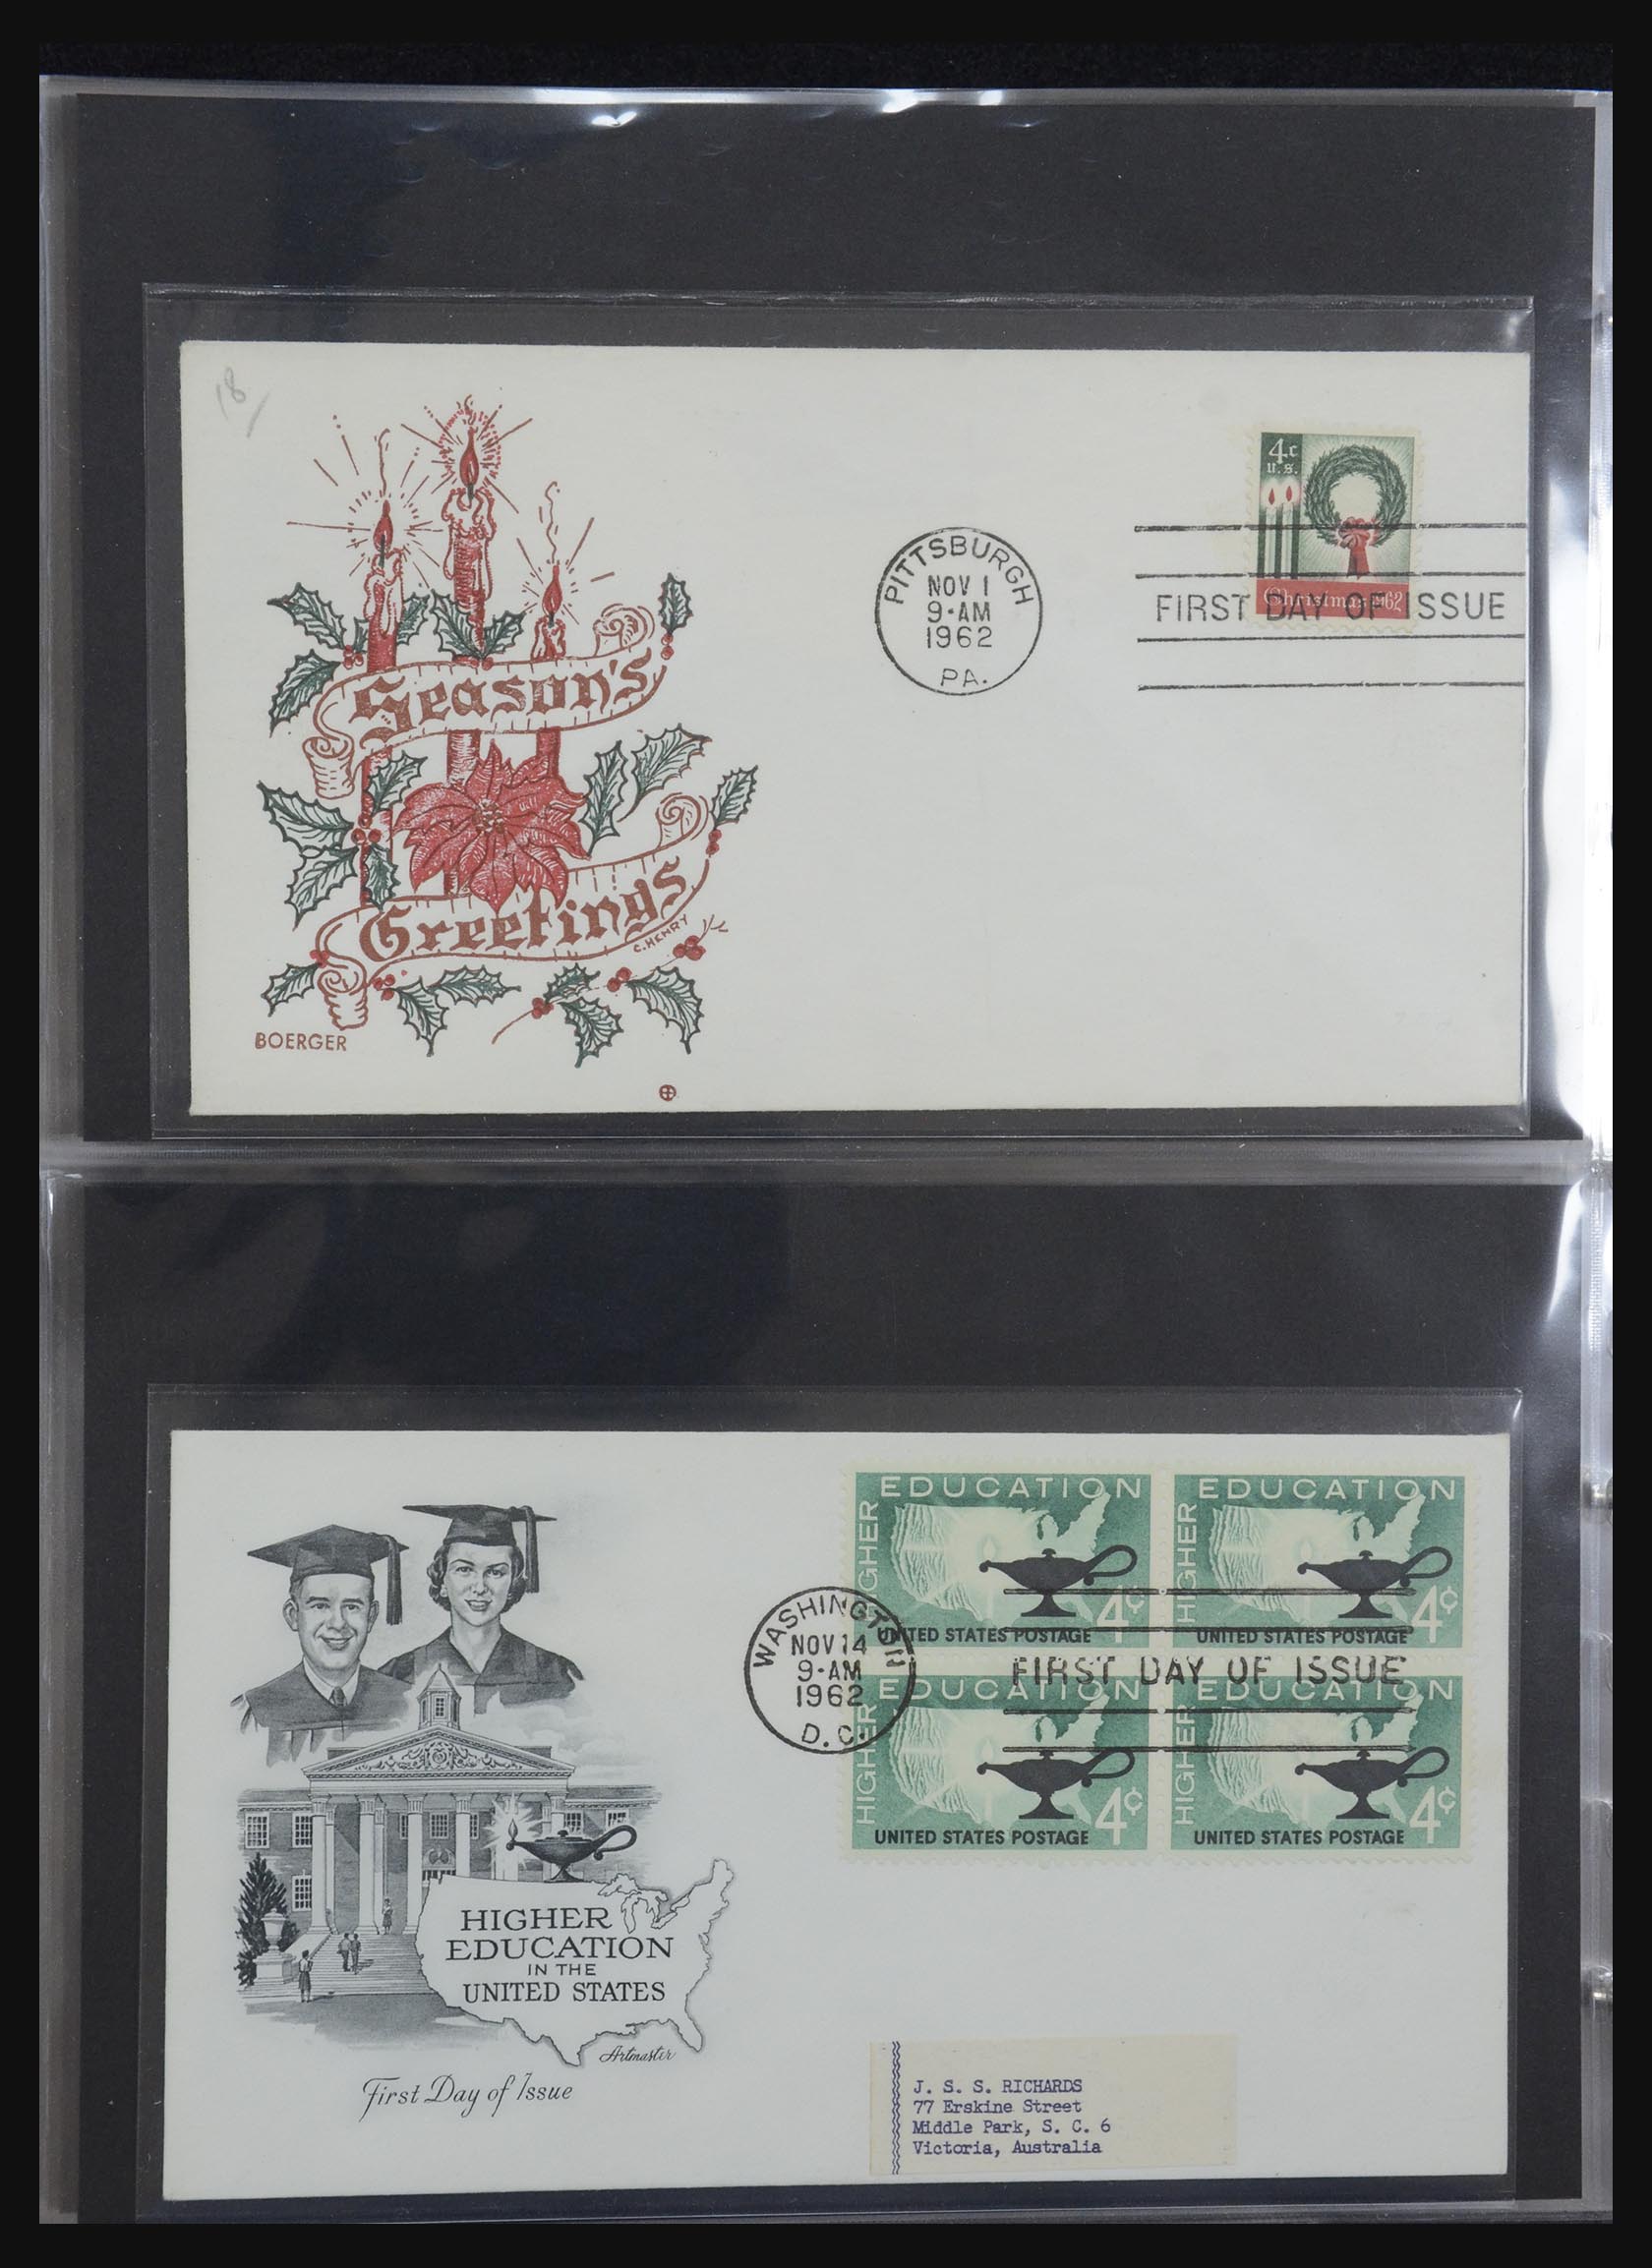 18/
4c
U.S.
Christmas 1962
PITTSBURGH
NOV 1
9-AM
1962
PA.
FIRST DAY OF ISSUE
Season's
Greetings
C. HENRY
BOERGER
HIGHER EDUCATION
4¢
UNITED STATES POSTAGE
HIGHER EDUCATION
4¢
UNITED STATES POSTAGE
WASHINGTON
NOV 14
9-AM
1962
D.C.
FIRST DAY OF ISSUE
HIGHER EDUCATION
4¢
UNITED STATES POSTAGE
HIGHER EDUCATION
4¢
UNITED STATES POSTAGE
HIGHER
EDUCATION
IN THE
UNITED STATES
Artmaster
First Day of Issue
J. S. S. RICHARDS
77 Erskine Street
Middle Park, S. C. 6
Victoria, Australia